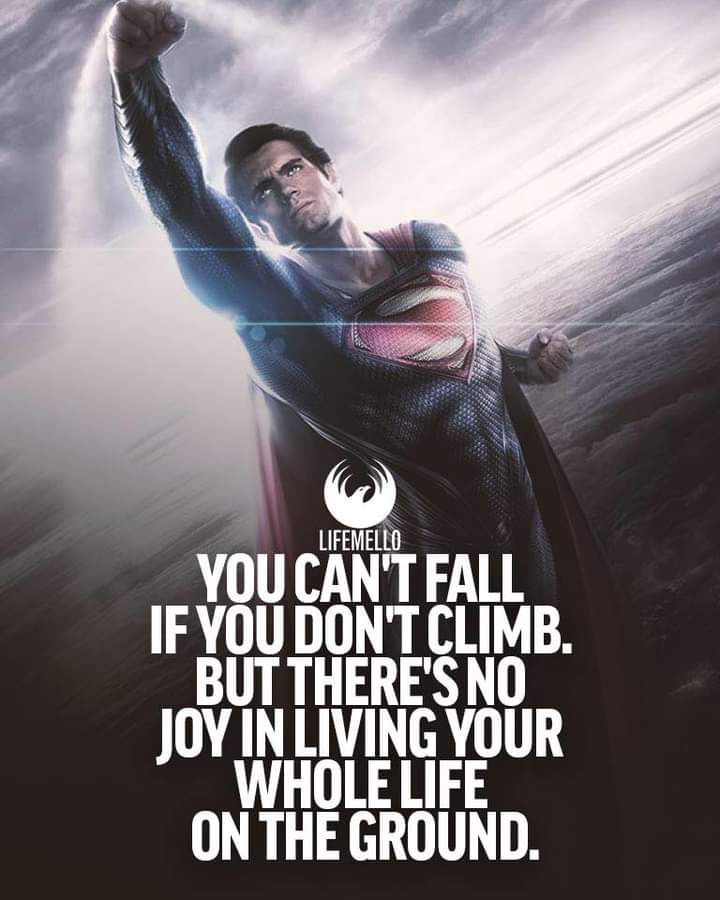 LIFEMELLO
YOU CAN'T FALL
IF YOU DON'T CLIMB.
BUT THERE'S NO
JOY IN LIVING YOUR
WHOLE LIFE
ON THE GROUND.